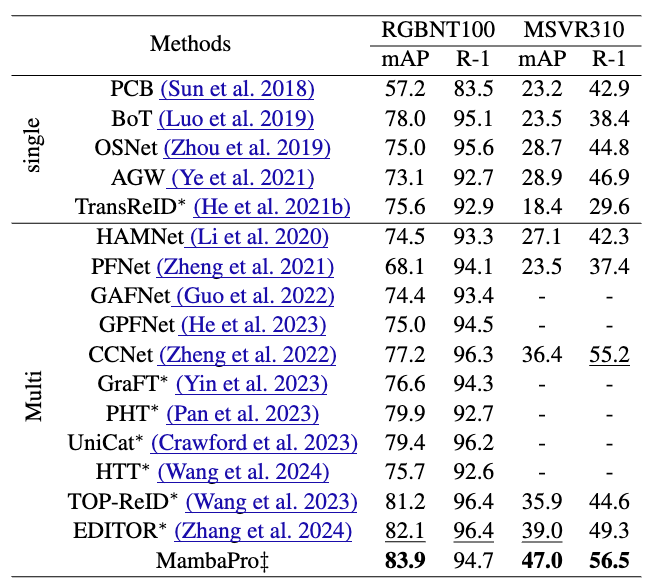 Methods RGBNT100 MSVR310
mAP R-1 mAP R-1
single
PCB (Sun et al. 2018) 57.2 83.5 23.2 42.9
BoT (Luo et al. 2019) 78.0 95.1 23.5 38.4
OSNet (Zhou et al. 2019) 75.0 95.6 28.7 44.8
AGW (Ye et al. 2021) 73.1 92.7 28.9 46.9
TransReID* (He et al. 2021b) 75.6 92.9 18.4 29.6
Multi
HAMNet (Li et al. 2020) 74.5 93.3 27.1 42.3
PFNet (Zheng et al. 2021) 68.1 94.1 23.5 37.4
GAFNet (Guo et al. 2022) 74.4 93.4 - -
GPFNet (He et al. 2023) 75.0 94.5 - -
CCNet (Zheng et al. 2022) 77.2 96.3 36.4 55.2
GraFT* (Yin et al. 2023) 76.6 94.3 - -
PHT* (Pan et al. 2023) 79.9 92.7 - -
UniCat* (Crawford et al. 2023) 79.4 96.2 - -
HTT* (Wang et al. 2024) 75.7 92.6 - -
TOP-ReID* (Wang et al. 2023) 81.2 96.4 35.9 44.6
EDITOR* (Zhang et al. 2024) 82.1 96.4 39.0 49.3
MambaPro‡ 83.9 94.7 47.0 56.5